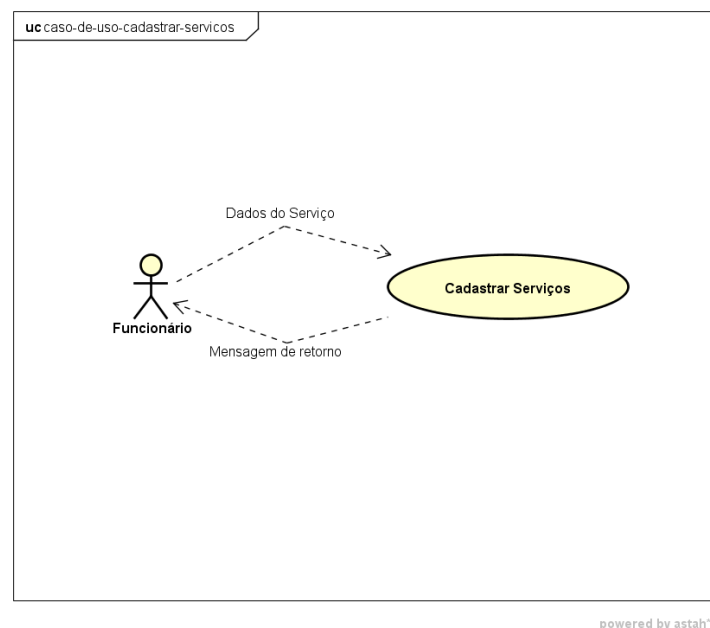 uc caso-de-uso-cadastrar-servicos
Dados do Serviço
Cadastrar Serviços
Funcionário
Mensagem de retorno
powered by astah*